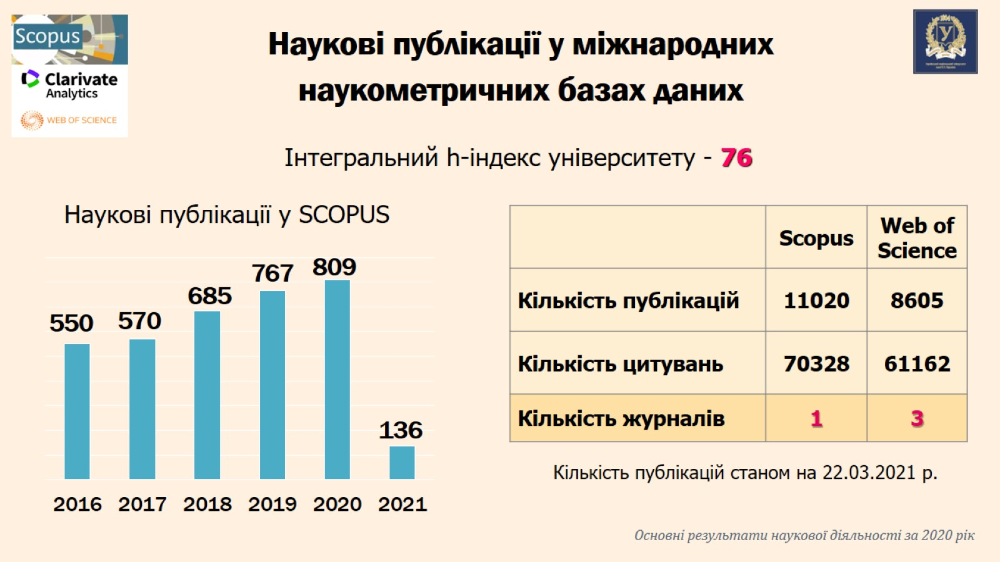 Scopus
Clarivate
Analytics
WEB OF SCIENCE
Наукові публікації у міжнародних
наукометричних базах даних
У
Інтегральний h-індекс університету - 76
Наукові публікації у SCOPUS
550 570 685 767 809 136
2016 2017 2018 2019 2020 2021
Scopus
Web of
Science
Кількість публікацій 11020 8605
Кількість цитувань 70328 61162
Кількість журналів 1 3
Кількість публікацій станом на 22.03.2021 р.
Основні результати наукової діяльності за 2020 рік